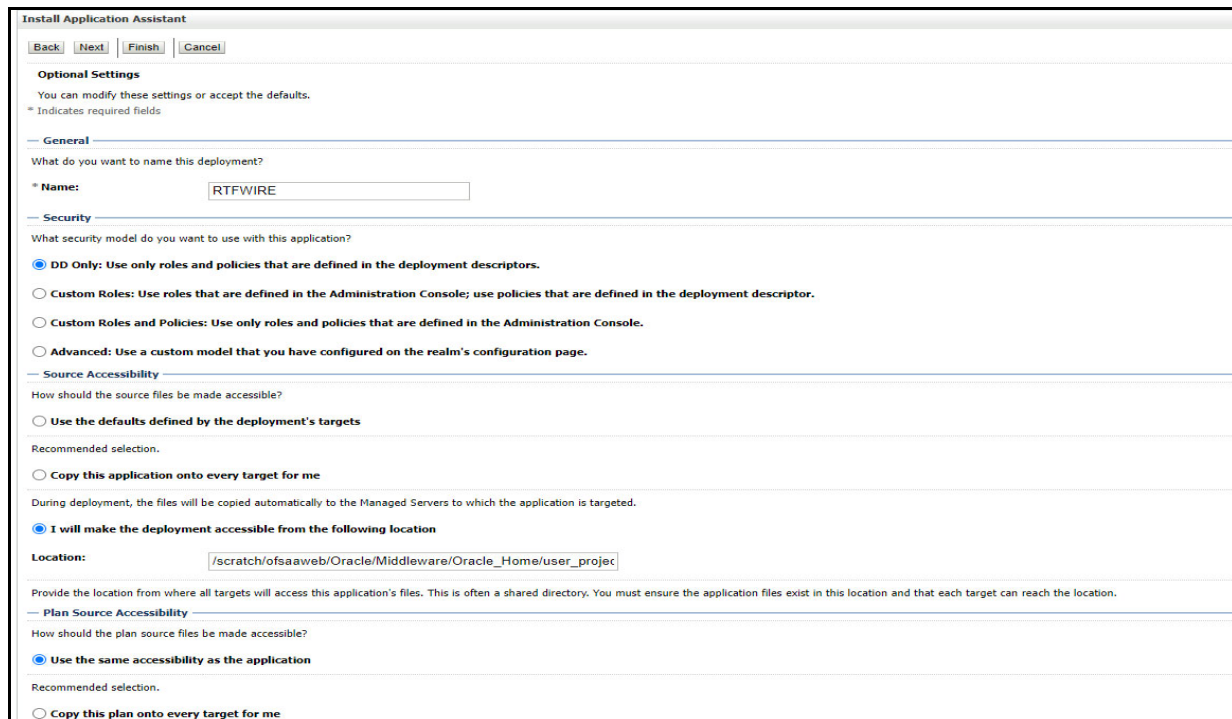 Install Application Assistant
Back Next Finish Cancel
Optional Settings
You can modify these settings or accept the defaults.
* Indicates required fields
General
What do you want to name this deployment?
* Name: RTFWIRE
Security
What security model do you want to use with this application?
DD Only: Use only roles and policies that are defined in the deployment descriptors.
Custom Roles: Use roles that are defined in the Administration Console; use policies that are defined in the deployment descriptor.
Custom Roles and Policies: Use only roles and policies that are defined in the Administration Console.
Advanced: Use a custom model that you have configured on the realm's configuration page.
Source Accessibility
How should the source files be made accessible?
Use the defaults defined by the deployment's targets
Recommended selection.
Copy this application onto every target for me
During deployment, the files will be copied automatically to the Managed Servers to which the application is targeted.
I will make the deployment accessible from the following location
Location: /scratch/ofsaaweb/Oracle/Middleware/Oracle_Home/user_projec
Provide the location from where all targets will access this application's files. This is often a shared directory. You must ensure the application files exist in this location and that each target can reach the location.
Plan Source Accessibility
How should the plan source files be made accessible?
Use the same accessibility as the application
Recommended selection.
Copy this plan onto every target for me